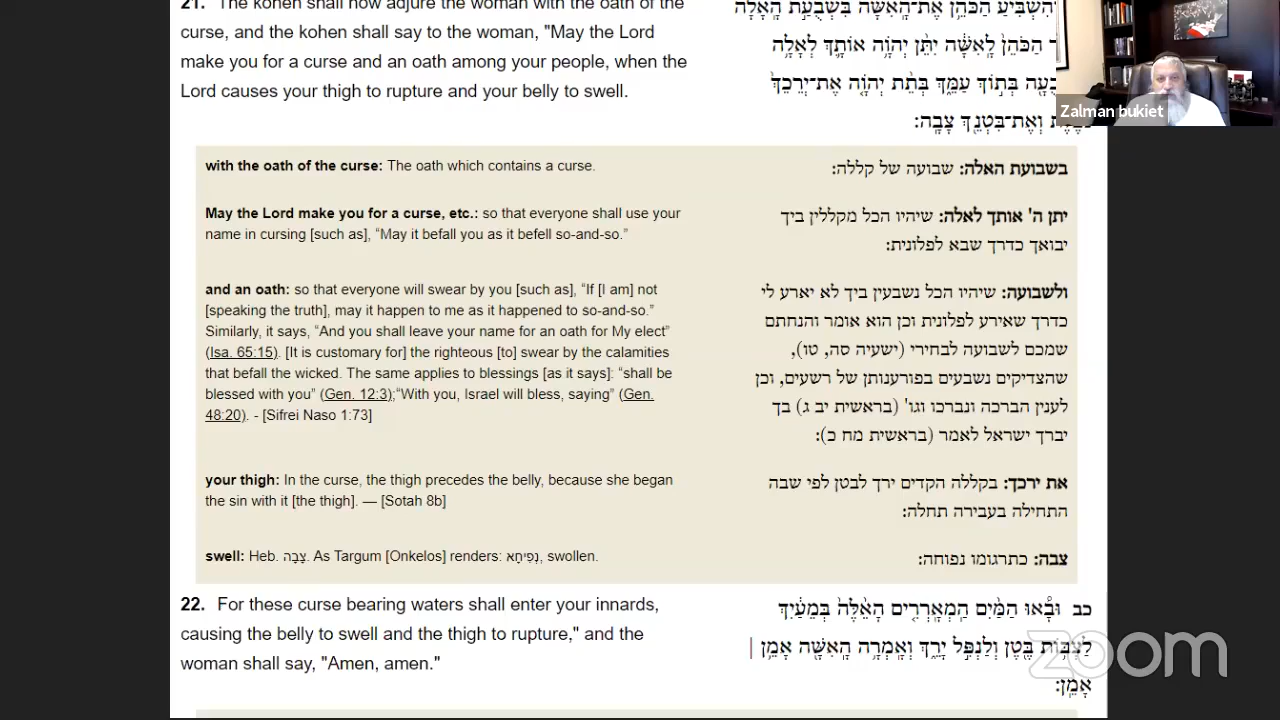 21. The kohen shall now adjure the woman with the oath of the
curse, and the kohen shall say to the woman, "May the Lord
make you for a curse and an oath among your people, when the
Lord causes your thigh to rupture and your belly to swell.
וְהִשְׁבִּיעַ הַכֹּהֵן אֶת־הָאִשָּׁה בִּשְׁבֻעַת הָאָלָה
הַכֹּהֵן לָאִשָּׁה יִתֵּן יְהֹוָה אוֹתָךְ לְאָלָה
בְּתוֹךְ עַמֵּךְ בְּתֵת יְהֹוָה אֶת־יְרֵכֵךְ
וְאֶת־בִּטְנֵךְ צָבָה:
Zalman bukiet
with the oath of the curse: The oath which contains a curse.
בשבועת האלה: שבועה של קללה:
May the Lord make you for a curse, etc.: so that everyone shall use your
name in cursing [such as], “May it befall you as it befell so-and-so.”
יתן ה' אותך לאלה: שיהיו הכל מקללין ביך
יבואך כדרך שבא לפלונית:
and an oath: so that everyone will swear by you [such as], “If [I am] not
[speaking the truth], may it happen to me as it happened to so-and-so.”
Similarly, it says, “And you shall leave your name for an oath for My elect”
(Isa. 65:15). [It is customary for] the righteous [to] swear by the calamities
that befall the wicked. The same applies to blessings [as it says]: “shall be
blessed with you” (Gen. 12:3);“With you, Israel will bless, saying” (Gen.
48:20). - [Sifrei Naso 1:73]
ולשבועה: שיהיו הכל נשבעין ביך לא יארע לי
כדרך שאירע לפלונית וכן הוא אומר והנחתם
שמכם לשבועה לבחירי (ישעיה סה, טו),
שהצדיקים נשבעים בפורענותן של רשעים, וכן
לענין הברכה ונברכו וגו' (בראשית יב ג) בך
יברך ישראל לאמר (בראשית מח כ):
your thigh: In the curse, the thigh precedes the belly, because she began
the sin with it [the thigh]. — [Sotah 8b]
את ירכך: בקללה הקדים ירך לבטן לפי שבה
התחילה בעבירה תחלה:
swell: Heb. צָבָה. As Targum [Onkelos] renders: נְפִיחָא, swollen.
צבה: כתרגומו נפוחה:
22. For these curse bearing waters shall enter your innards,
causing the belly to swell and the thigh to rupture," and the
woman shall say, "Amen, amen."
כב וּבָאוּ הַמַּיִם הַמְאָרְרִים הָאֵלֶּה בְּמֵעַיִךְ
לַצְבּוֹת בֶּטֶן וְלַנְפִּל יָרֵךְ וְאָמְרָה הָאִשָּׁה אָמֵן |
אָמֵן:
zoom